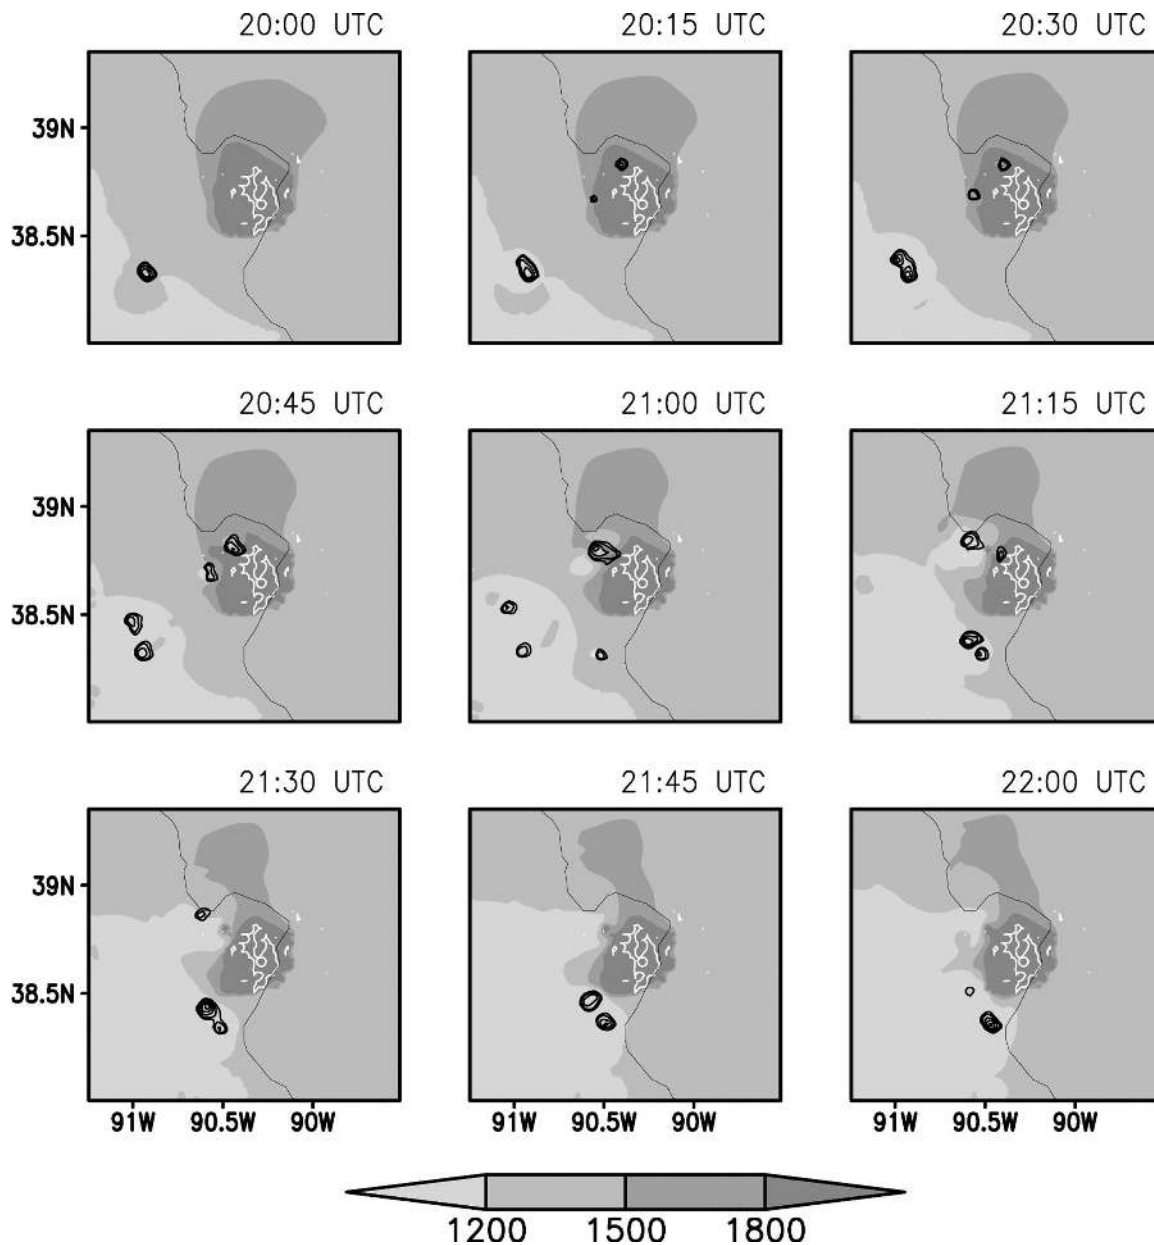 20:00 UTC
20:15 UTC
20:30 UTC
39N
38.5N
20:45 UTC
21:00 UTC
21:15 UTC
39N
38.5N
21:30 UTC
21:45 UTC
22:00 UTC
39N
38.5N
91W 90.5W 90W
91W 90.5W 90W
91W 90.5W 90W
1200 1500 1800